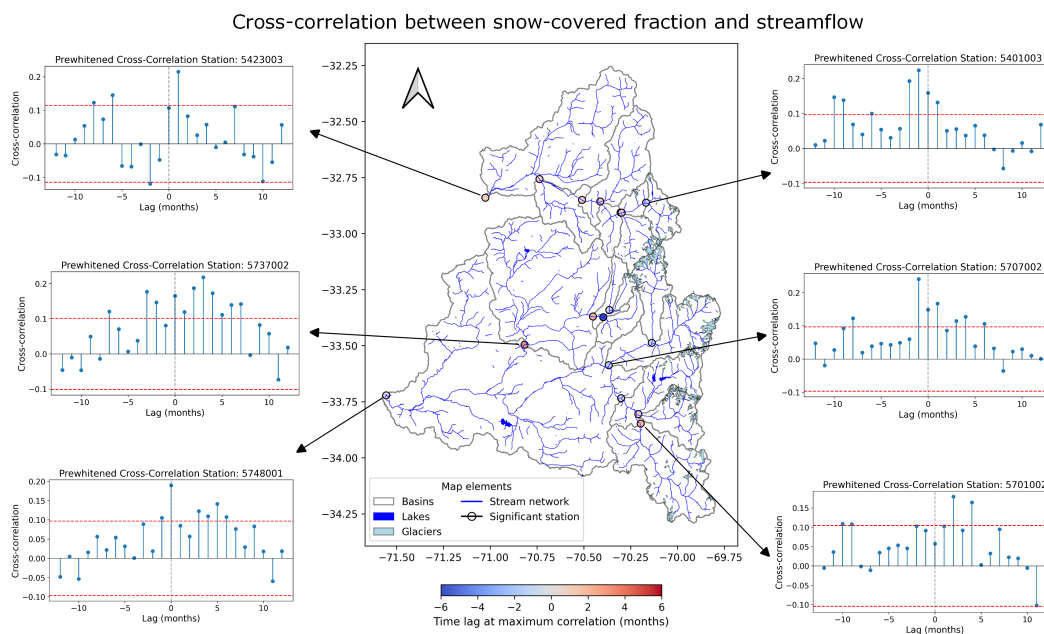 Cross-correlation between snow-covered fraction and streamflow
Prewhitened Cross-Correlation Station: 5423003
Cross-correlation
0.2
0.1
0.0
−0.1
−10 −5 0 5 10
Lag (months)
Prewhitened Cross-Correlation Station: 5737002
Cross-correlation
0.2
0.1
0.0
−0.1
−10 −5 0 5 10
Lag (months)
Prewhitened Cross-Correlation Station: 5748001
Cross-correlation
0.20
0.15
0.10
0.05
0.00
−0.05
−0.10
−10 −5 0 5 10
Lag (months)
−32.25
−32.50
−32.75
−33.00
−33.25
−33.50
−33.75
−34.00
−34.25
−71.50 −71.25 −71.00 −70.75 −70.50 −70.25 −70.00 −69.75
Map elements
Basins
Lakes
Glaciers
Stream network
Significant station
−6 −4 −2 0 2 4 6
Time lag at maximum correlation (months)
Prewhitened Cross-Correlation Station: 5401003
Cross-correlation
0.2
0.1
0.0
−0.1
−10 −5 0 5 10
Lag (months)
Prewhitened Cross-Correlation Station: 5707002
Cross-correlation
0.2
0.1
0.0
−0.1
−10 −5 0 5 10
Lag (months)
Prewhitened Cross-Correlation Station: 5701002
Cross-correlation
0.15
0.10
0.05
0.00
−0.05
−0.10
−10 −5 0 5 10
Lag (months)